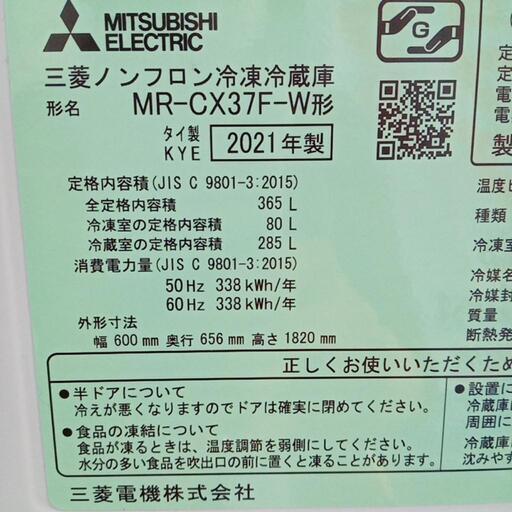 MITSUBISHI
ELECTRIC
G
三菱ノンフロン冷凍冷蔵庫
形名 MR-CX37F-W形
タイ製
KYE 2021年製
定格内容積(JIS C 9801-3:2015)
全定格内容積 365 L
冷凍室の定格内容積 80 L
冷蔵室の定格内容積 285 L
消費電力量(JIS C 9801-3:2015)
50Hz 338 kWh/年
60Hz 338 kWh/年
外形寸法
幅 600mm 奥行 656mm 高さ 1820mm
定
定
電
電
製
温度
種類
冷凍室
冷媒名
冷媒封
質量
断熱発
正しくお使いいただくため
●半ドアについて
冷えが悪くなりますのでドアは確実に閉めてください。
●食品の凍結について
食品が凍るときは、温度調節を弱側にしてください。
水分の多い食品を吹出口の前に置くと凍ることがあります。
●設置に
冷蔵庫に
周囲に
冷蔵庫
沈みやす
三菱電機株式会社